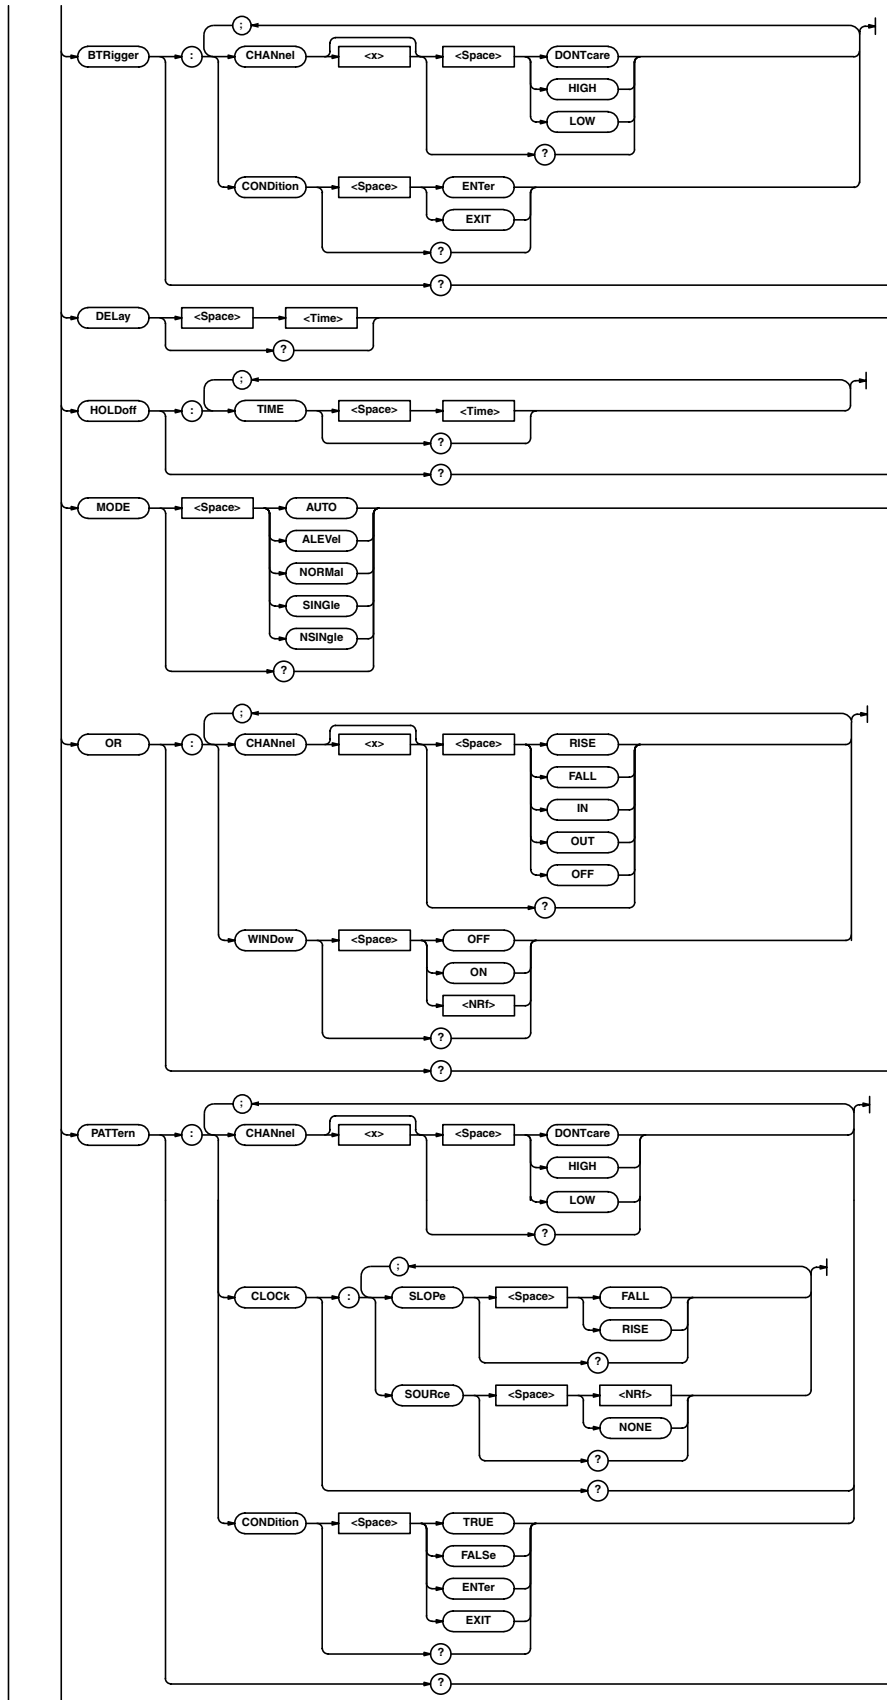 ;
BTRigger : CHANnel <x> <Space> DONTcare
HIGH
LOW
?
CONDition <Space> ENTer
EXIT
?
?
DELay <Space> <Time>
?
;
HOLDoff : TIME <Space> <Time>
?
?
MODE <Space> AUTO
ALEVel
NORMal
SINGle
NSINgle
?
;
OR : CHANnel <x> <Space> RISE
FALL
IN
OUT
OFF
?
WINDow <Space> OFF
ON
<NRf>
?
?
;
PATTern : CHANnel <x> <Space> DONTcare
HIGH
LOW
?
;
CLOCk : SLOPe <Space> FALL
RISE
?
SOURce <Space> <NRf>
NONE
?
?
CONDition <Space> TRUE
FALSe
ENTer
EXIT
?
?